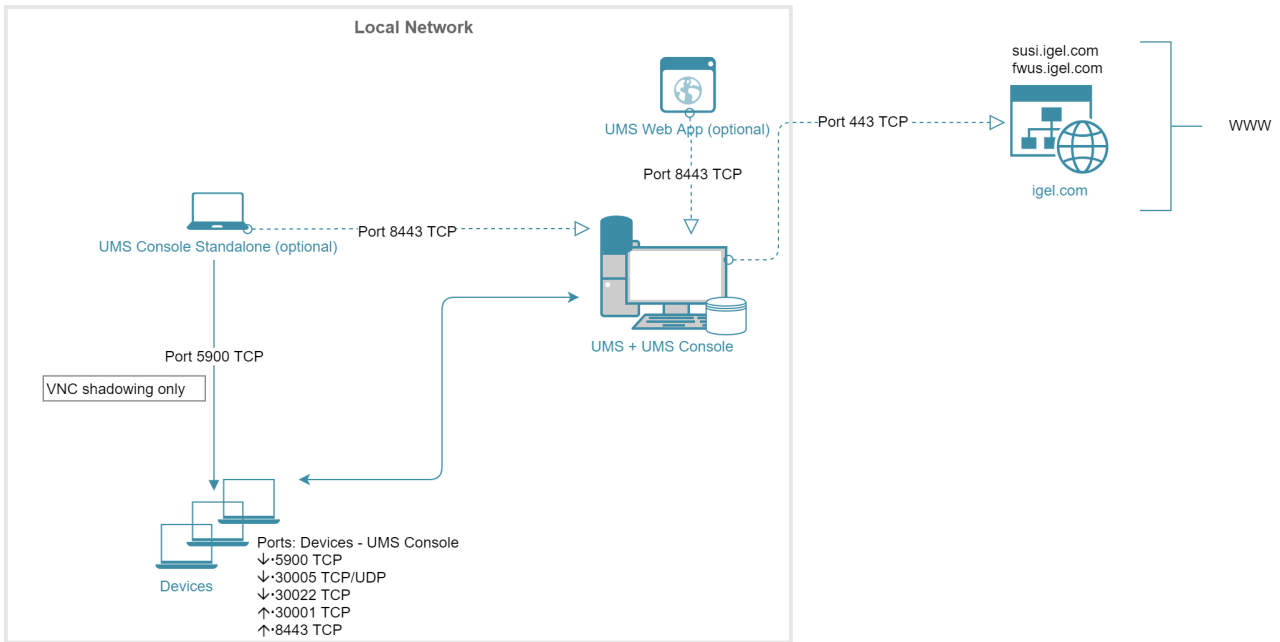 Local Network
susi.igel.com
fwus.igel.com
UMS Web App (optional)
Port 443 TCP
WWW
Port 8443 TCP
igel.com
Port 8443 TCP
UMS Console Standalone (optional)
UMS + UMS Console
Port 5900 TCP
VNC shadowing only
Ports: Devices - UMS Console
↓·5900 TCP
↓·30005 TCP/UDP
↓·30022 TCP
↑·30001 TCP
↑·8443 TCP
Devices